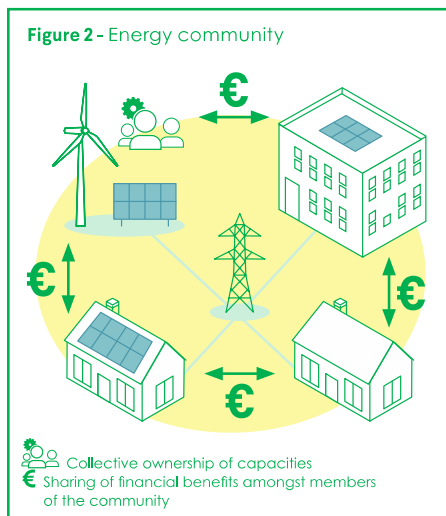 Figure 2 - Energy community
€
€
€
€
Collective ownership of capacities
€ Sharing of financial benefits amongst members
of the community